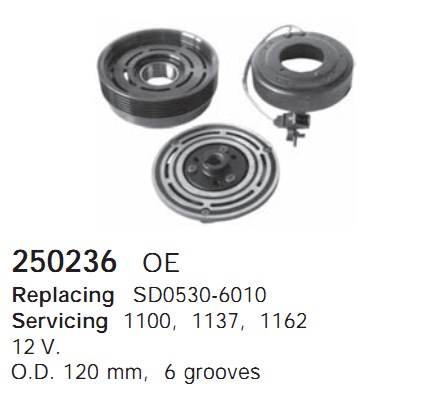 250236 OE
Replacing SD0530-6010
Servicing 1100, 1137, 1162
12 V.
O.D. 120 mm, 6 grooves